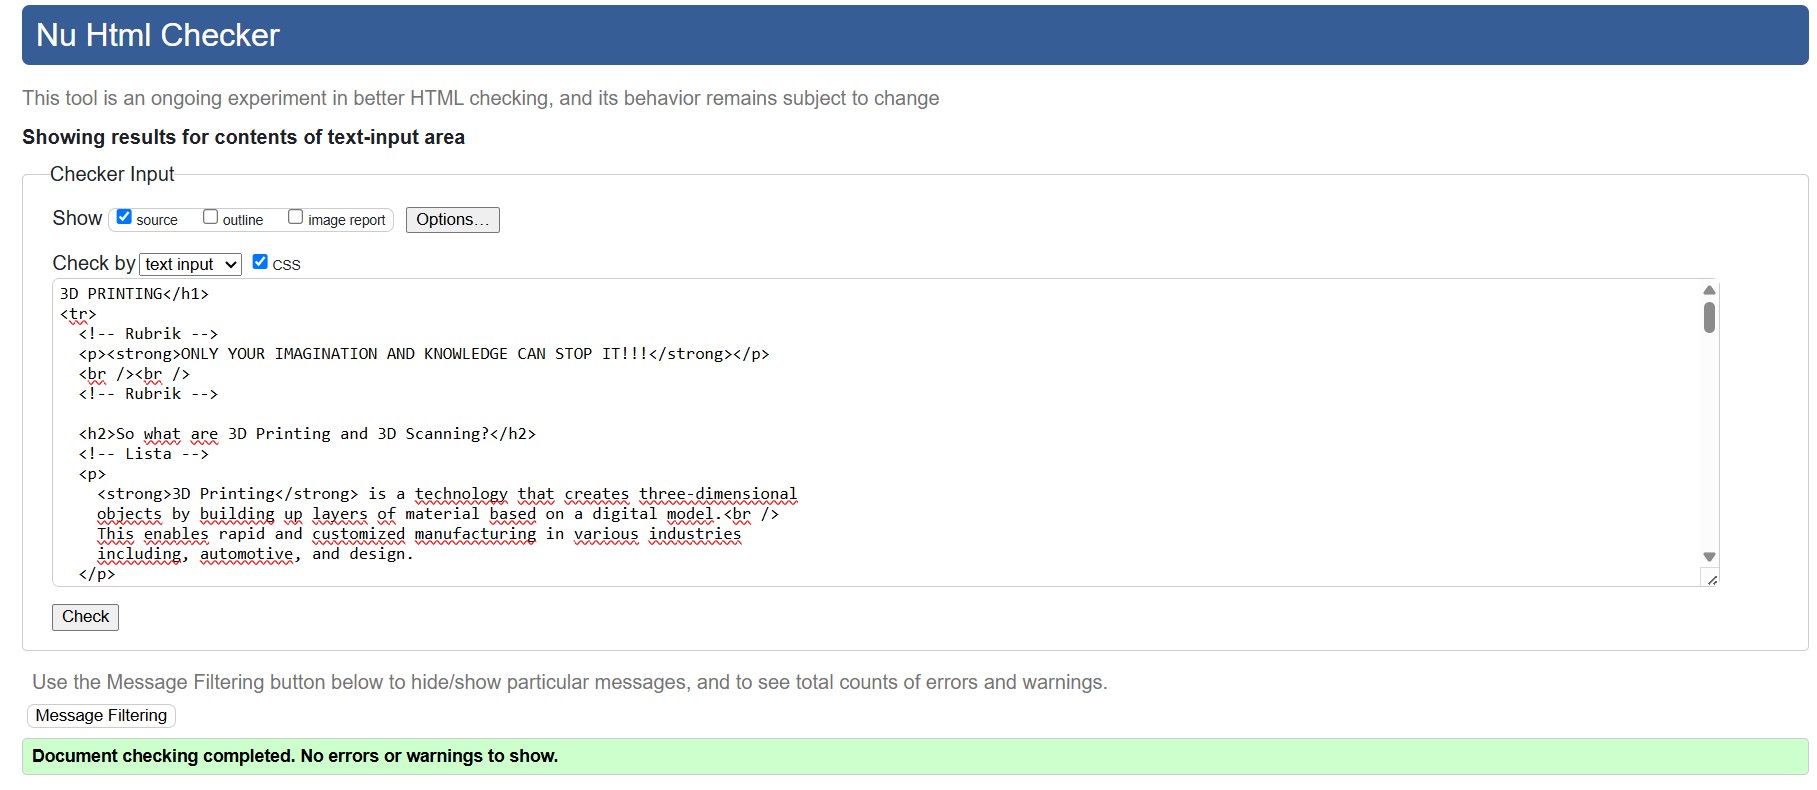 Nu Html Checker
This tool is an ongoing experiment in better HTML checking, and its behavior remains subject to change
Showing results for contents of text-input area
Checker Input
Show source outline image report Options...
Check by text input CSS
3D PRINTING</h1>
<tr>
<!-- Rubrik -->
<p><strong>ONLY YOUR IMAGINATION AND KNOWLEDGE CAN STOP IT!!!</strong></p>
<br /><br />
<!-- Rubrik -->
<h2>So what are 3D Printing and 3D Scanning?</h2>
<!-- Lista -->
<p>
<strong>3D Printing</strong> is a technology that creates three-dimensional
objects by building up layers of material based on a digital model.<br />
This enables rapid and customized manufacturing in various industries
including, automotive, and design.
</p>
Check
Use the Message Filtering button below to hide/show particular messages, and to see total counts of errors and warnings.
Message Filtering
Document checking completed. No errors or warnings to show.